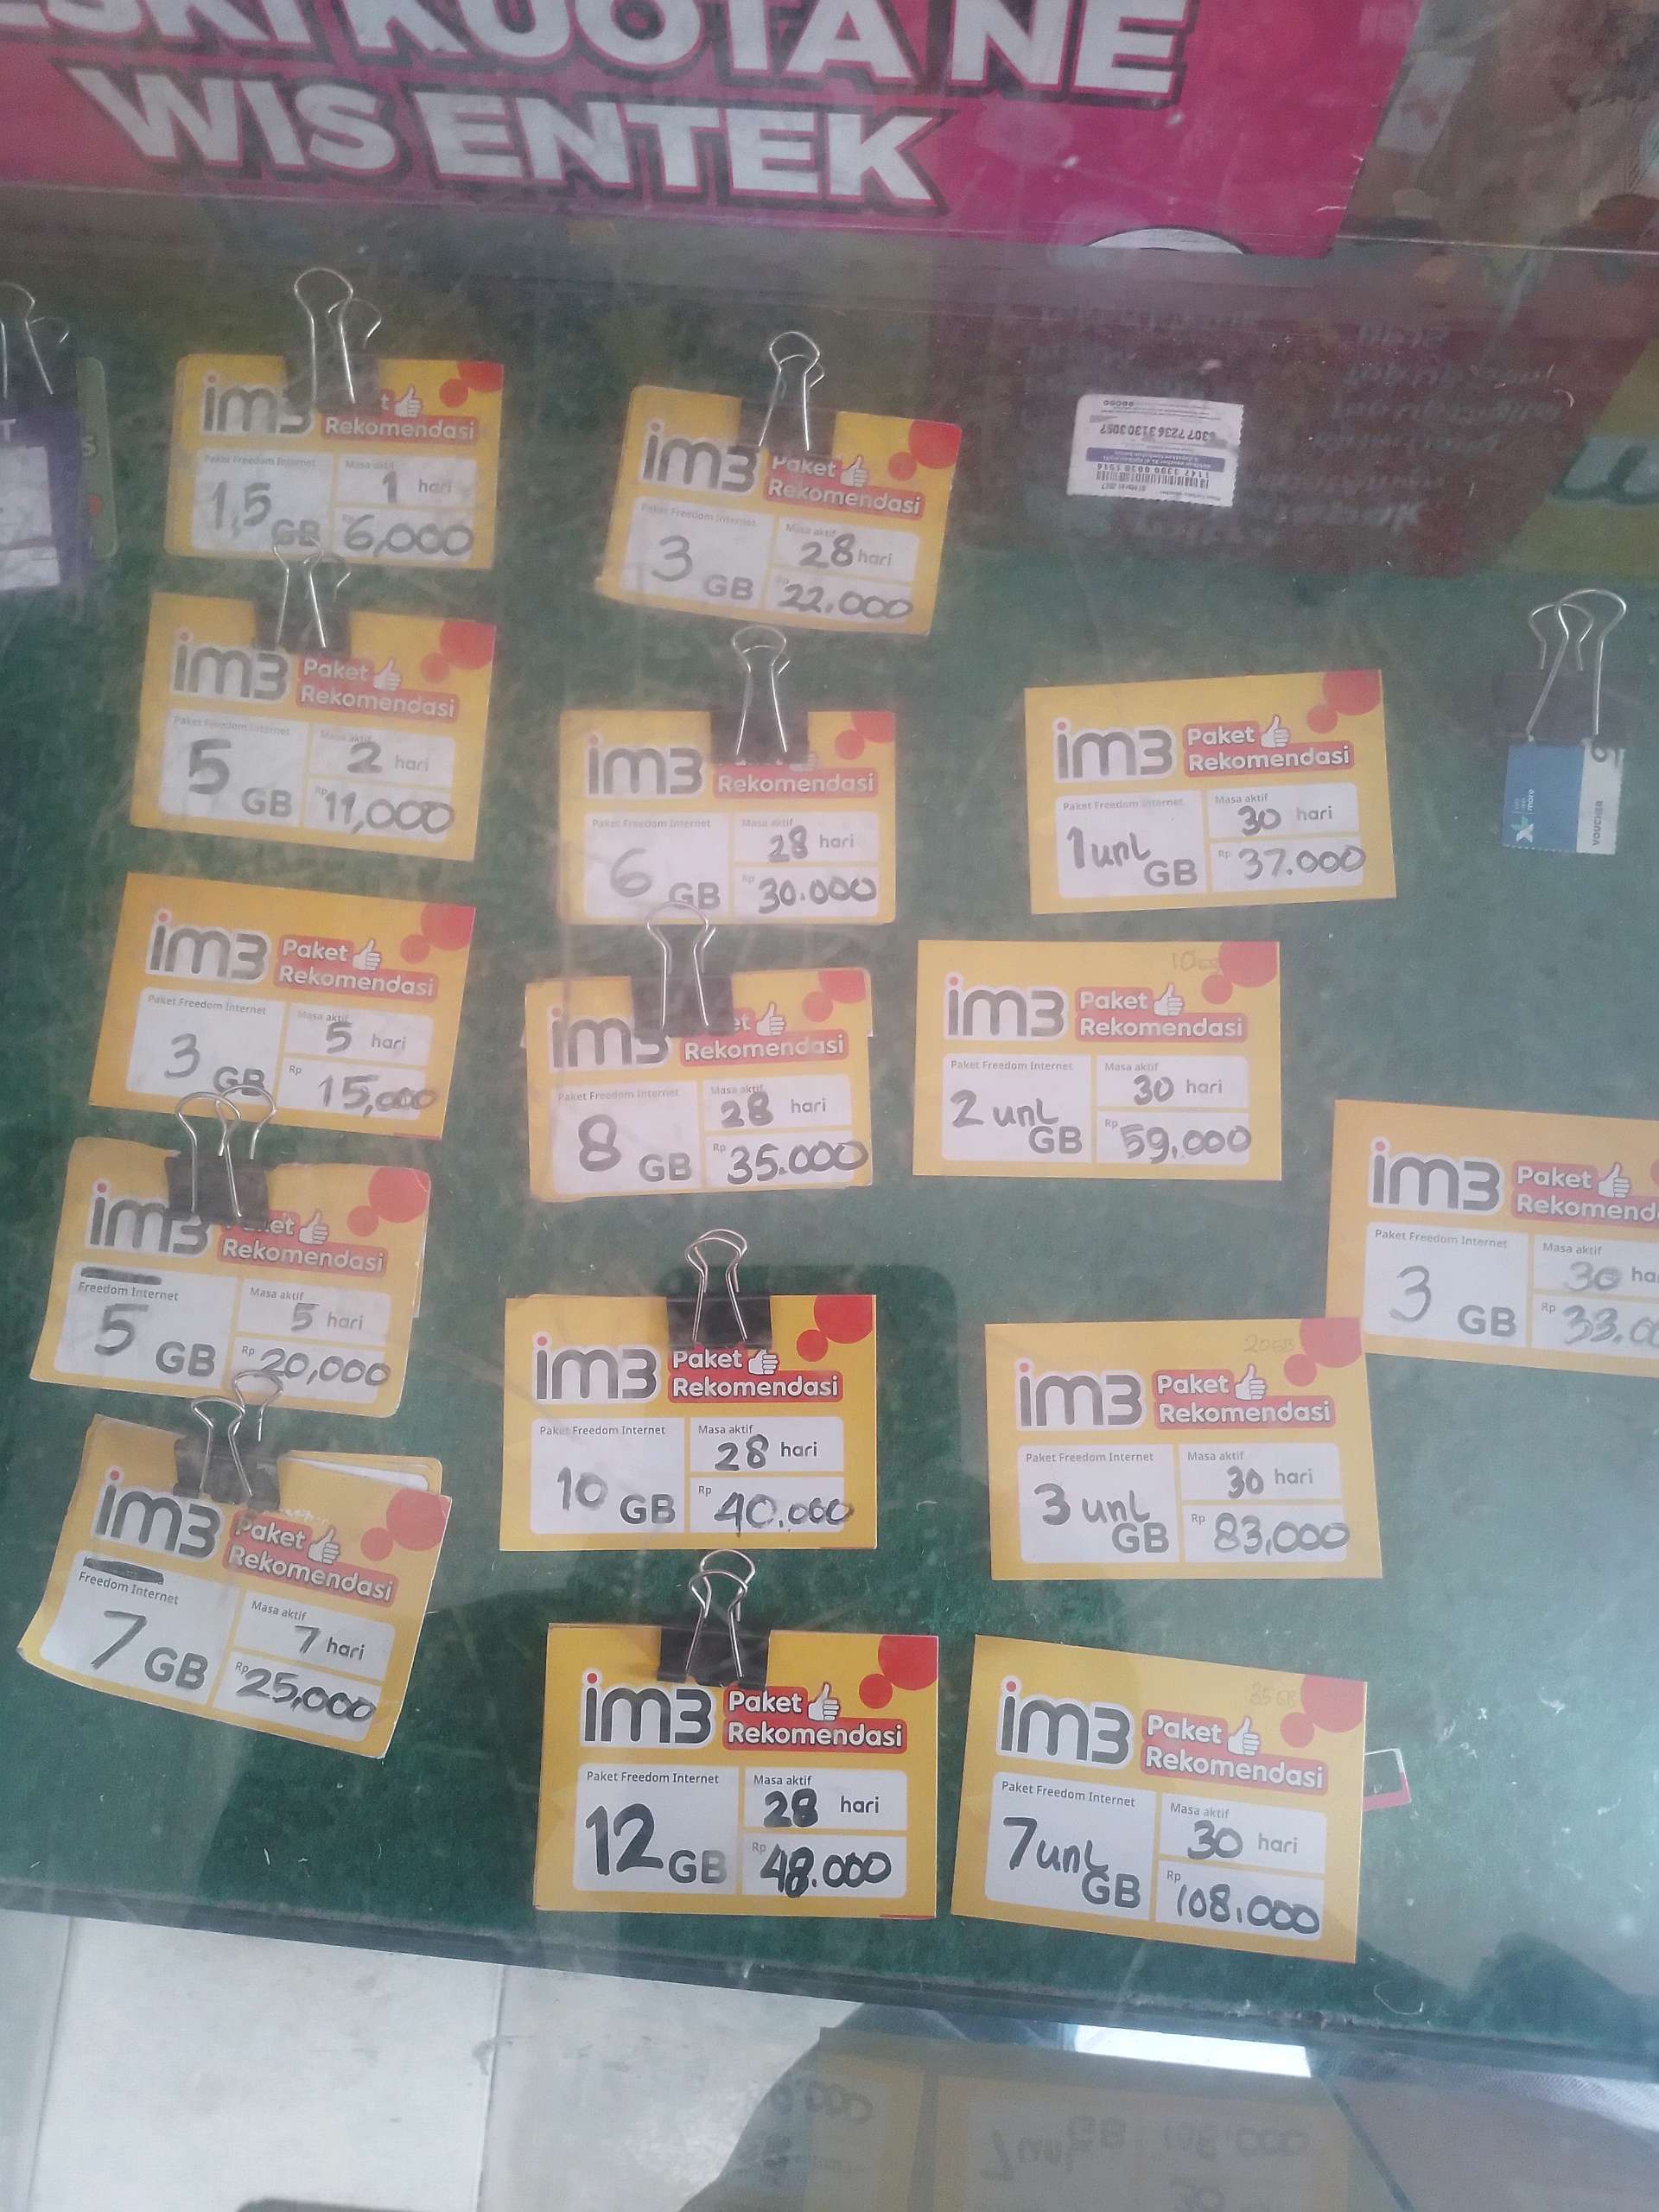 KUOTA NE
WIS ENTEK
im3
Rekomendasi
Paket Freedom Internet
1,5 GB
Masa aktif
1 hari
6,000
im3 Paket
Rekomendasi
Paket Freedom Internet
3 GB
Masa aktif
28 hari
22.000
im3 Paket
Rekomendasi
Paket Freedom Internet
5 GB
Masa aktif
2 hari
Rp 11,000
im3
Rekomendasi
Paket Freedom Internet
6 GB
Masa aktif
28 hari
Rp 30.000
im3 Paket
Rekomendasi
Paket Freedom Internet
1 unL GB
Masa aktif
30 hari
Rp 37.000
VOUCHER
im3 Paket
Rekomendasi
Paket Freedom Internet
3 GB
Masa aktif
5 hari
Rp 15,000
im3
Rekomendasi
Paket Freedom Internet
8 GB
Masa aktif
28 hari
Rp 35.000
10GB
im3 Paket
Rekomendasi
Paket Freedom Internet
2 unL GB
Masa aktif
30 hari
Rp 59,000
im3 Paket
Paket Freedom Internet
3 GB
Masa aktif
30
Rp
im3
Rekomendasi
Freedom Internet
5 GB
Masa aktif
5 hari
Rp 20,000
im3 Paket
Rekomendasi
Paket Freedom Internet
10 GB
Masa aktif
28 hari
Rp 40.000
20GB
im3 Paket
Rekomendasi
Paket Freedom Internet
3 unL GB
Masa aktif
30 hari
Rp 83,000
im3 Paket
Rekomendasi
Freedom Internet
7 GB
Masa aktif
7 hari
Rp 25,000
im3 Paket
Rekomendasi
Paket Freedom Internet
12 GB
Masa aktif
28 hari
Rp 48.000
im3 Paket
Rekomendasi
Paket Freedom Internet
7 unL GB
Masa aktif
30 hari
Rp 108.000